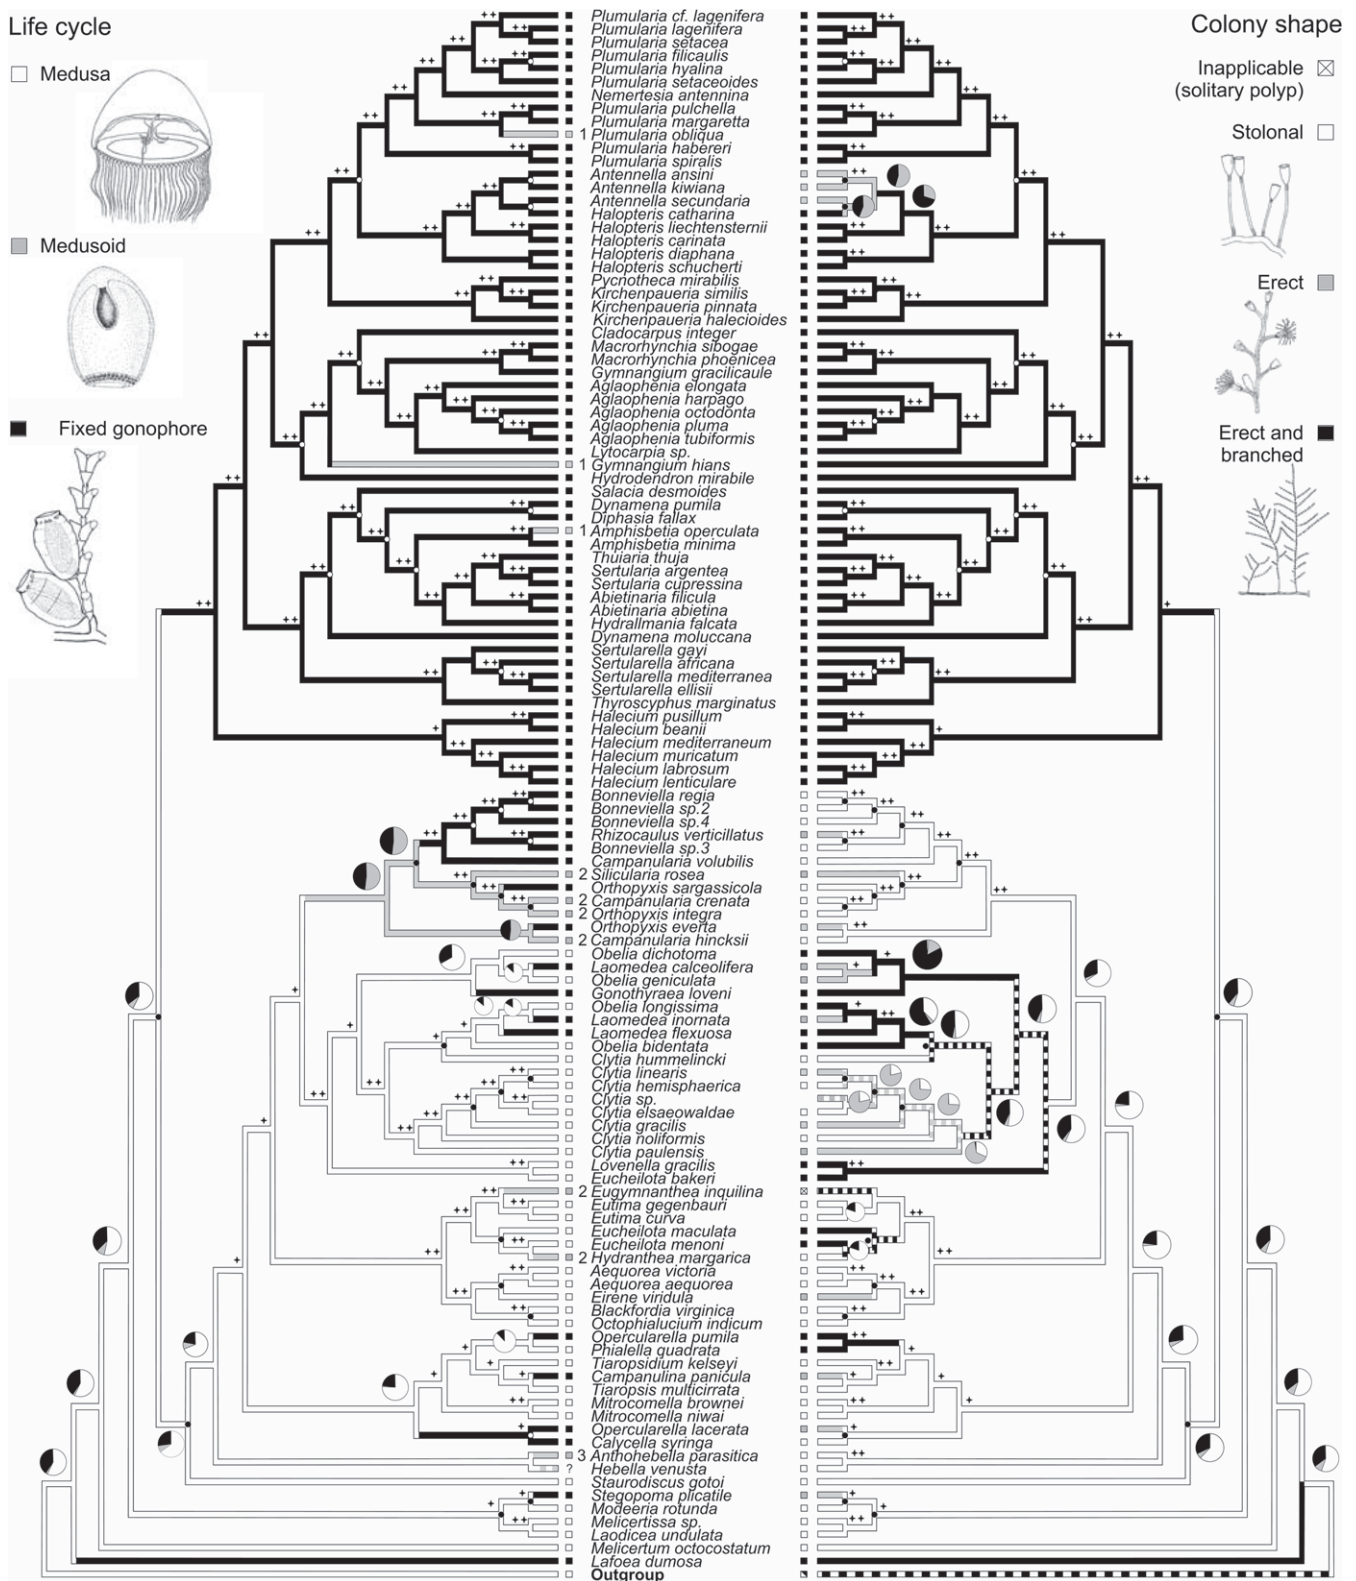 Life cycle
Medusa
Medusoid
Fixed gonophore
Plumularia cf. lagenifera
Plumularia lagenifera
Plumularia setacea
Plumularia filicaulis
Plumularia hyalina
Plumularia setaceoides
Nemertesia antennina
Plumularia pulchella
Plumularia margaretta
1 Plumularia obliqua
Plumularia habereri
Plumularia spiralis
Antennella ansini
Antennella kiwiana
Antennella secundaria
Halopteris catharina
Halopteris liechtensternii
Halopteris carinata
Halopteris diaphana
Halopteris schucherti
Pycnotheca mirabilis
Kirchenpaueria similis
Kirchenpaueria pinnata
Kirchenpaueria halecioides
Cladocarpus integer
Macrorhynchia sibogae
Macrorhynchia phoenicea
Gymnangium gracilicaule
Aglaophenia elongata
Aglaophenia harpago
Aglaophenia octodonta
Aglaophenia pluma
Aglaophenia tubiformis
Lytocarpia sp.
1 Gymnangium hians
Hydrodendron mirabile
Salacia desmoides
Dynamena pumila
Diphasia fallax
1 Amphisbetia operculata
Amphisbetia minima
Thuiaria thuja
Sertularia argentea
Sertularia cupressina
Abietinaria filicula
Abietinaria abietina
Hydrallmania falcata
Dynamena moluccana
Sertularella gayi
Sertularella africana
Sertularella mediterranea
Sertularella ellisii
Thyroscyphus marginatus
Halecium pusillum
Halecium beanii
Halecium mediterraneum
Halecium muricatum
Halecium labrosum
Halecium lenticulare
Bonneviella regia
Bonneviella sp.2
Bonneviella sp.4
Rhizocaulus verticillatus
Bonneviella sp.3
Campanularia volubilis
2 Silicularia rosea
Orthopyxis sargassicola
2 Campanularia crenata
2 Orthopyxis integra
Orthopyxis everta
2 Campanularia hincksii
Obelia dichotoma
Laomedea calceolifera
Obelia geniculata
Gonothyraea loveni
Obelia longissima
Laomedea inornata
Laomedea flexuosa
Obelia bidentata
Clytia hummelincki
Clytia linearis
Clytia hemisphaerica
Clytia sp.
Clytia elsaeowaldae
Clytia gracilis
Clytia noliformis
Clytia paulensis
Lovenella gracilis
Eucheilota bakeri
2 Eugymnanthea inquilina
Eutima gegenbauri
Eutima curva
Eucheilota maculata
Eucheilota menoni
2 Hydranthea margarica
Aequorea victoria
Aequorea aequorea
Eirene viridula
Blackfordia virginica
Octophialucium indicum
Opercularella pumila
Phialella quadrata
Tiaropsidium kelseyi
Campanulina panicula
Tiaropsis multicirrata
Mitrocomella brownei
Mitrocomella niwai
Opercularella lacerata
Calycella syringa
3 Anthohebella parasitica
? Hebella venusta
Staurodiscus gotoi
Stegopoma plicatile
Modeeria rotunda
Melicertissa sp.
Laodicea undulata
Melicertum octocostatum
Lafoea dumosa
Outgroup
Colony shape
Inapplicable
(solitary polyp)
Stolonal
Erect
Erect and
branched